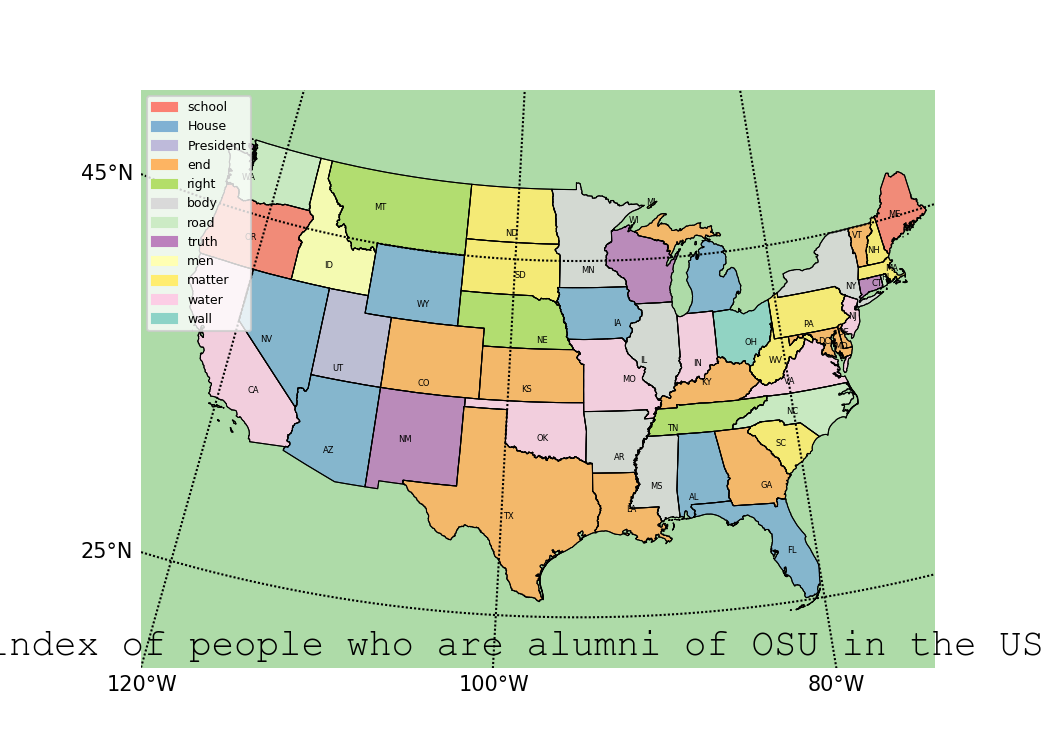 school
House
President
end
right
body
road
truth
men
matter
water
wall
45°N
25°N
120°W
100°W
80°W
WA
OR
MT
ID
WY
NV
UT
CA
AZ
NM
CO
ND
SD
NE
KS
OK
TX
MN
IA
MO
AR
LA
WI
MI
IL
IN
OH
KY
TN
MS
AL
GA
FL
SC
NC
VA
WV
PA
NY
VT
NH
ME
MA
CT
NJ
DC
MD
index of people who are alumni of OSU in the US